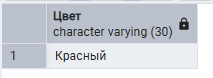 Цвет
character varying (30)
1 Красный